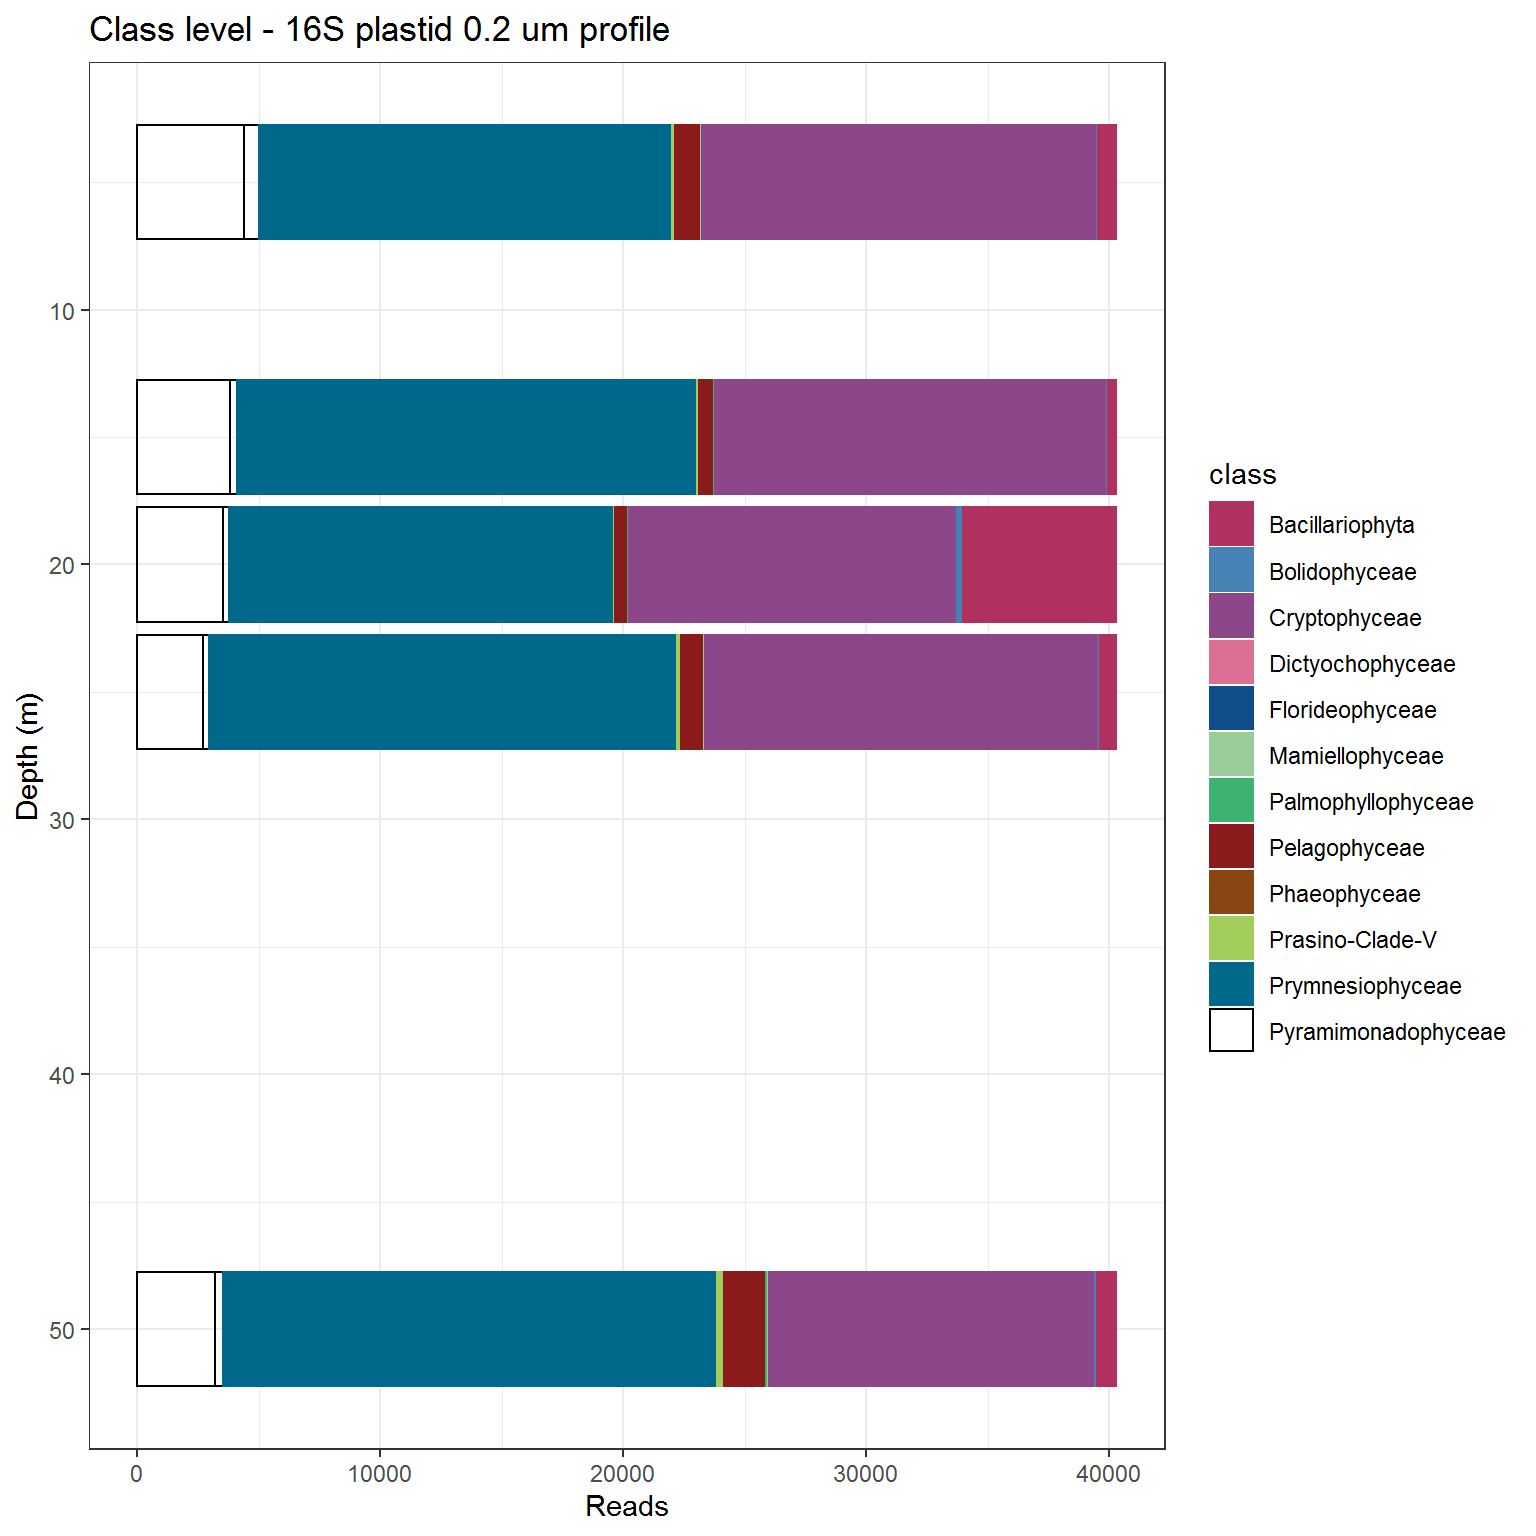 Class level - 16S plastid 0.2 um profile
Depth (m)
10
20
30
40
50
0 10000 20000 30000 40000
Reads
class
Bacillariophyta
Bolidophyceae
Cryptophyceae
Dictyochophyceae
Florideophyceae
Mamiellophyceae
Palmophyllophyceae
Pelagophyceae
Phaeophyceae
Prasino-Clade-V
Prymnesiophyceae
Pyramimonadophyceae